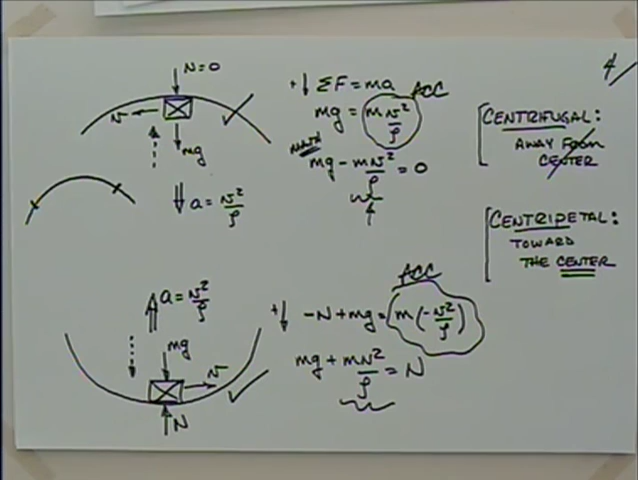 4/
N=0
v
mg
a = v²/ρ
+↓ ΣF = ma
ACC
mg = m v²/ρ
MATH
mg - m v²/ρ = 0
CENTRIFUGAL:
AWAY FROM
CENTER
CENTRIPETAL:
TOWARD
THE CENTER
a = v²/ρ
mg
v
N
ACC
+↓ -N + mg = m(-v²/ρ)
mg + m v²/ρ = N